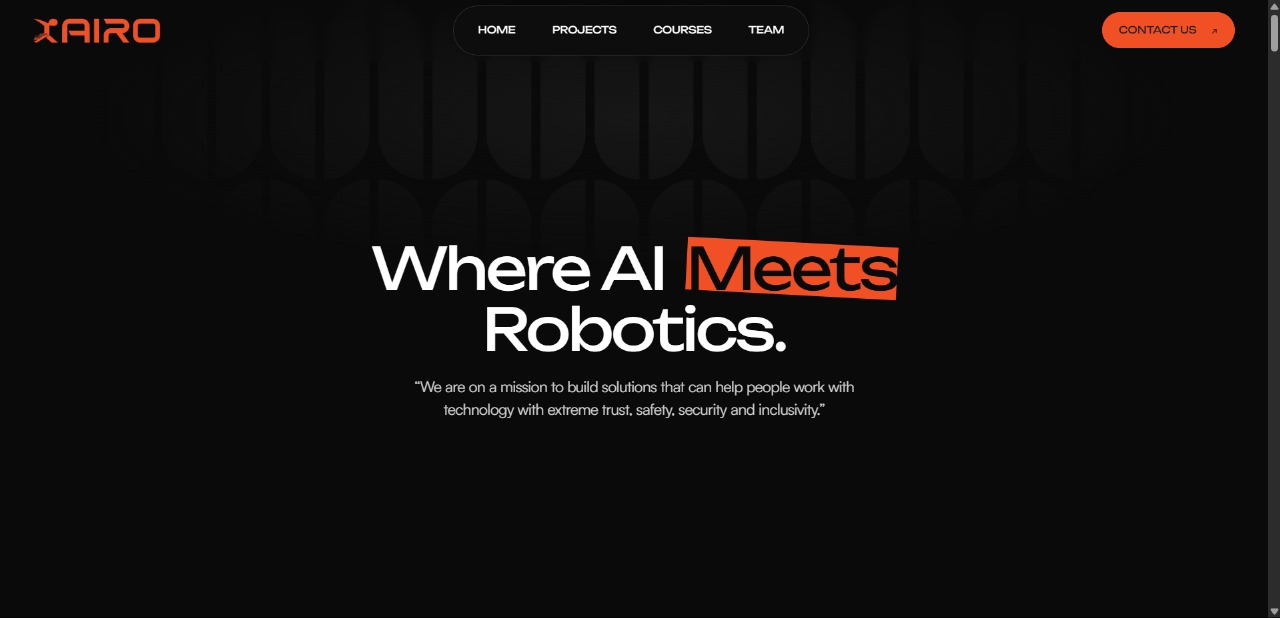 XAIRO
HOME PROJECTS COURSES TEAM
CONTACT US
Where AI Meets
Robotics.
“We are on a mission to build solutions that can help people work with
technology with extreme trust, safety, security and inclusivity.”